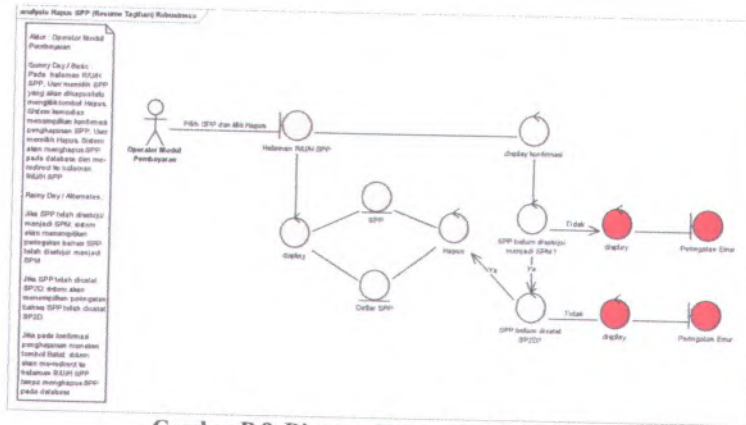 analysis Hapus SPP (Resume Tagihan) Robustness
Aktor : Operator Modul
Pembayaran
Sunny Day / Basic :
Pada halaman R/U/H
SPP, User memilih SPP
yang akan dihapus lalu
mengklik tombol Hapus.
Sistem kemudian
menampilkan konfirmasi
penghapusan SPP. User
memilih Hapus. Sistem
akan menghapus SPP
pada database dan me-
redirect ke halaman
R/U/H SPP
Rainy Day / Alternates.
Jika SPP telah disetujui
menjadi SPM, sistem
akan menampilkan
peringatan bahwa SPP
telah disetujui menjadi
SPM
Jika SPP telah dicatat
SP2D, sistem akan
menampilkan peringatan
bahwa SPP telah dicatat
SP2D
Jika pada konfirmasi
penghapusan menekan
tombol Batal, sistem
akan me-redirect ke
halaman R/U/H SPP
tanpa menghapus SPP
pada database
Operator Modul
Pembayaran
Pilih SPP dan klik Hapus
Halaman R/U/H SPP
display konfirmasi
display
SPP
Daftar SPP
Hapus
SPP belum disetujui
menjadi SPM?
Tidak
display
Peringatan Error
Ya
Ya
SPP belum dicatat
SP2D?
Tidak
display
Peringatan Error